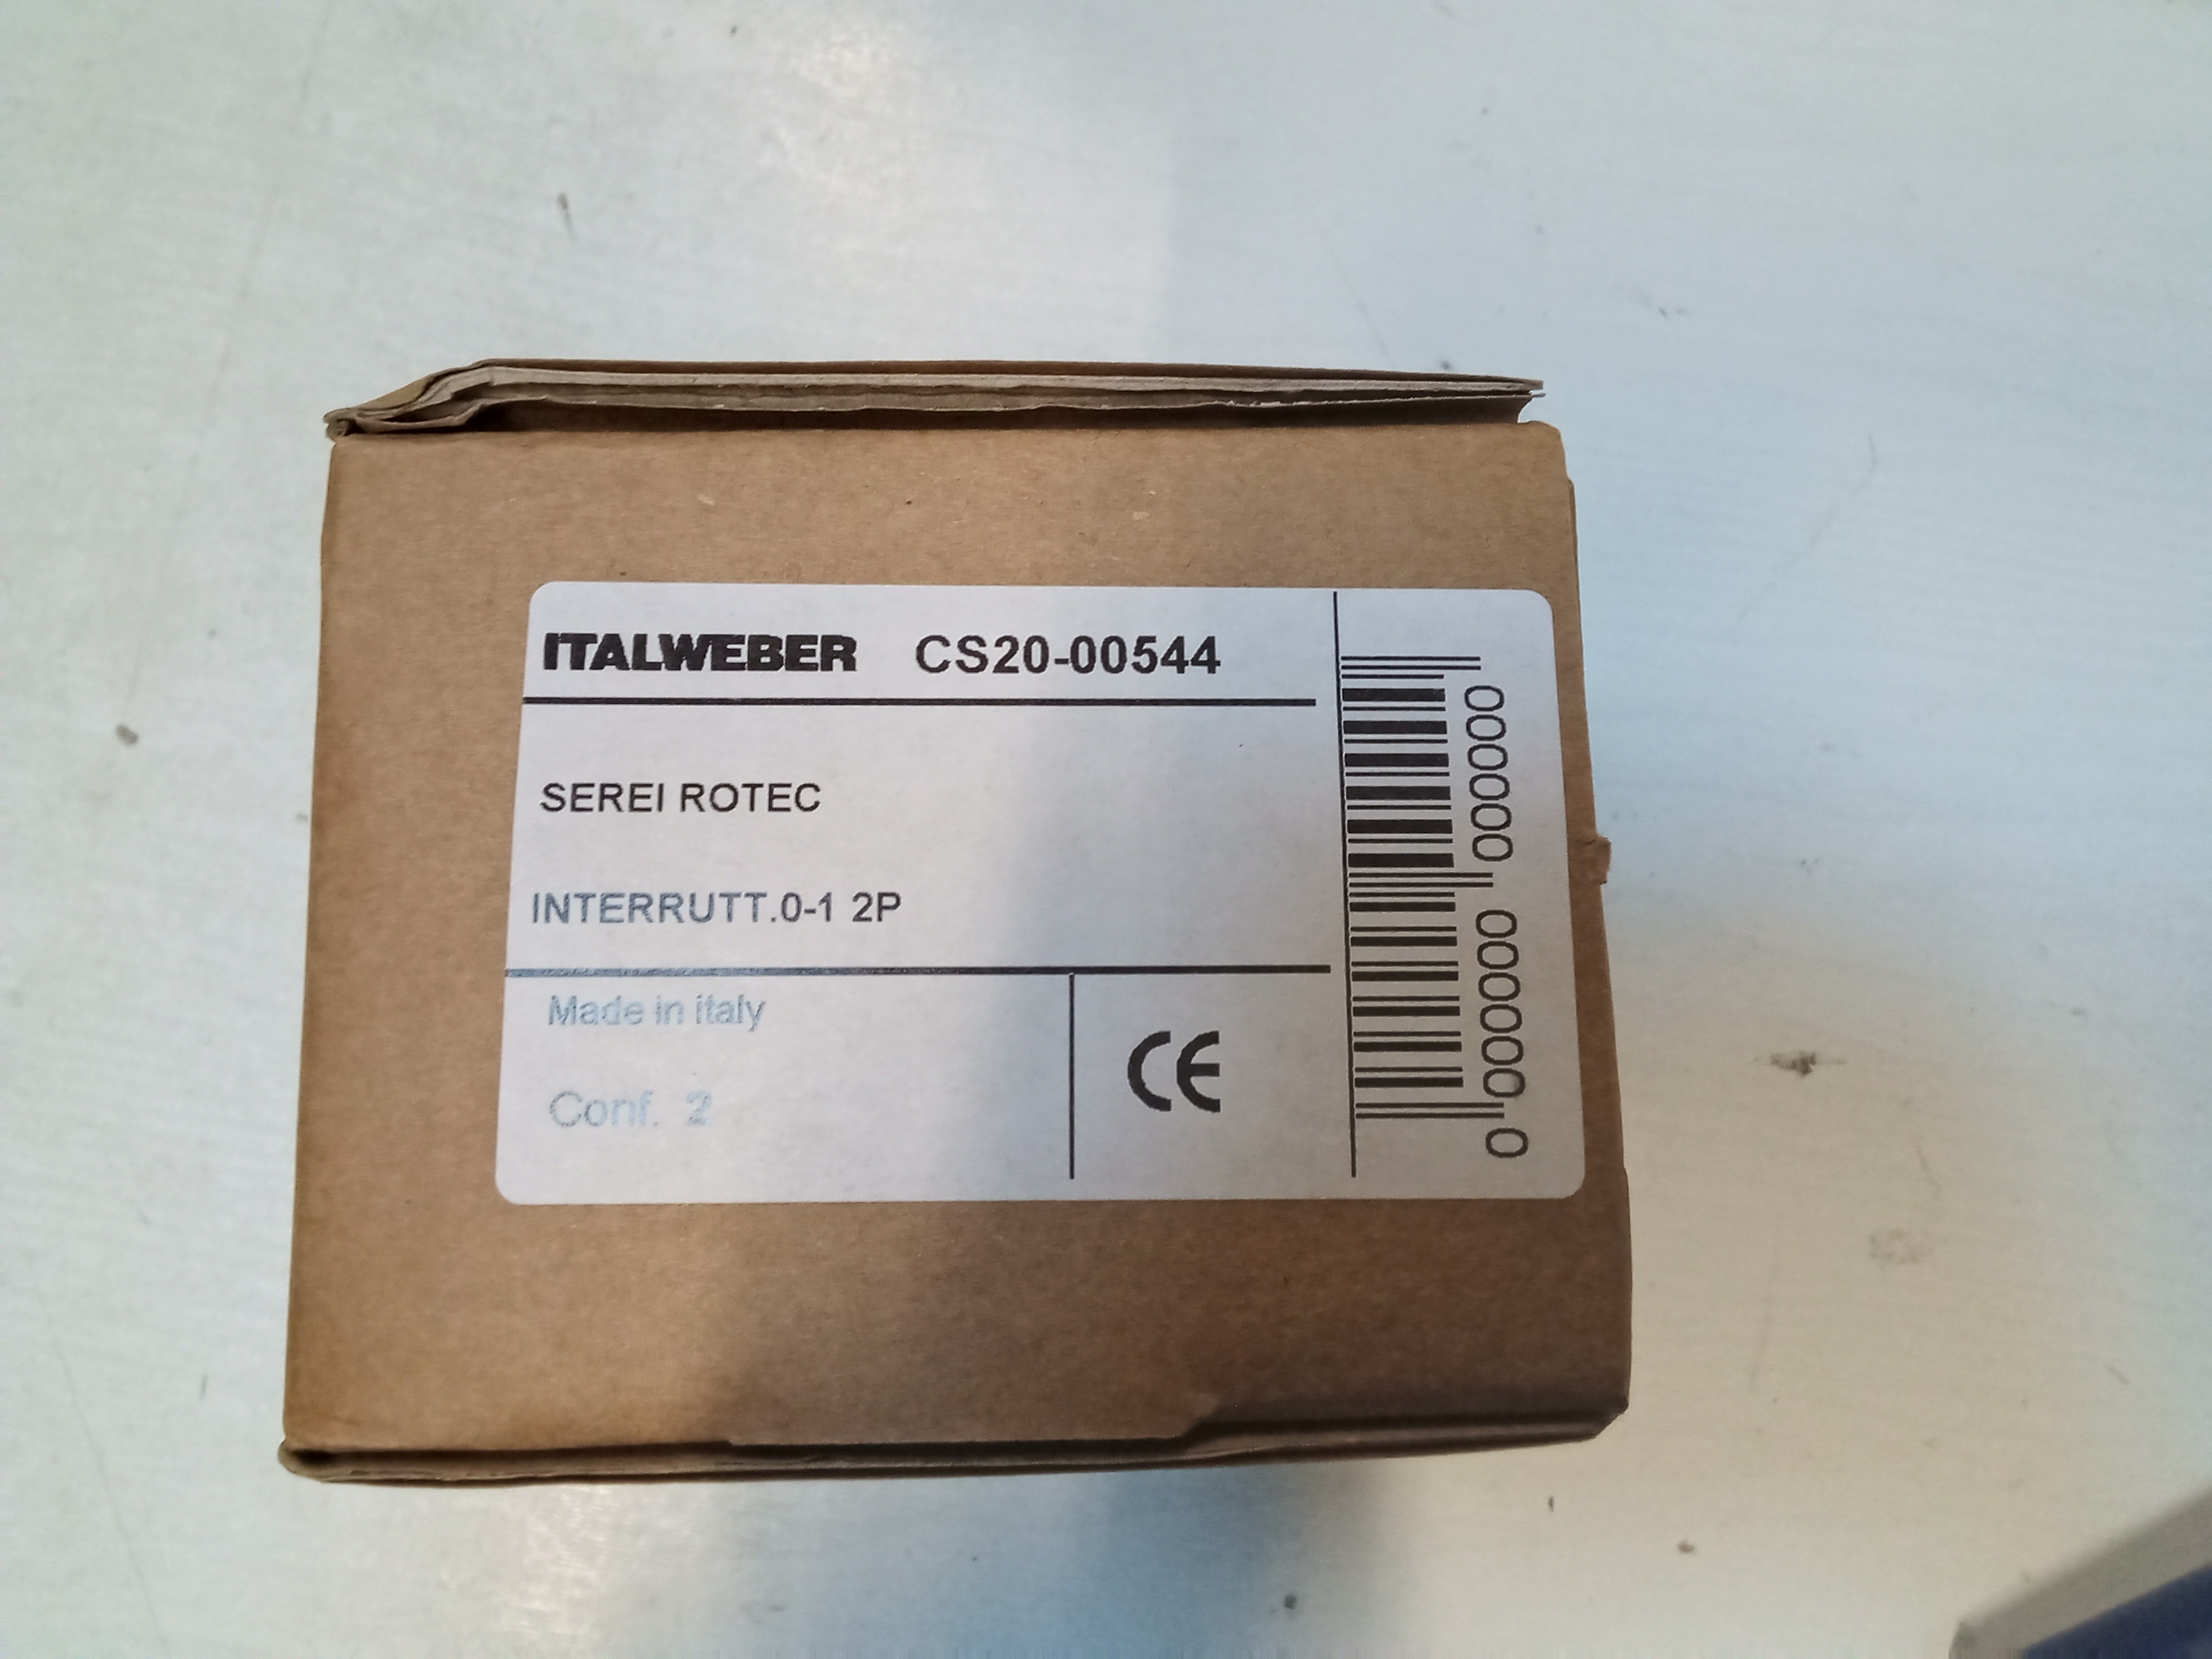 ITALWEBER CS20-00544
SEREI ROTEC
INTERRUTT.0-1 2P
Made in italy
Conf. 2
CE
000000 000000 0